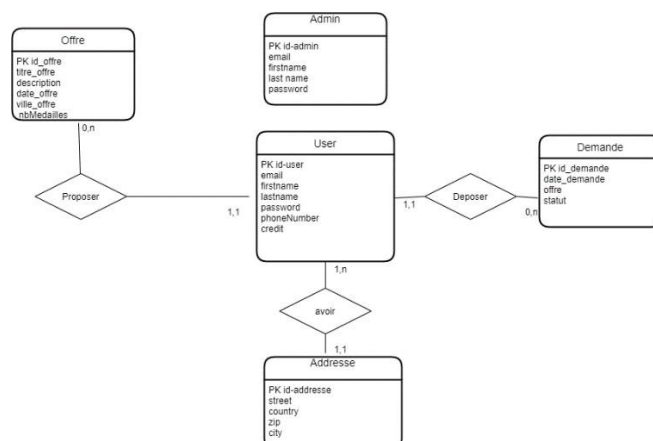 Admin
PK id-admin
email
firstname
last name
password
Offre
PK id_offre
titre_offre
description
date_offre
ville_offre
nbMedailles
0,n
Proposer
1,1
User
PK id-user
email
firstname
lastname
password
phoneNumber
credit
1,1
Deposer
0,n
Demande
PK id_demande
date_demande
offre
statut
1,n
avoir
1,1
Addresse
PK id-addresse
street
country
zip
city